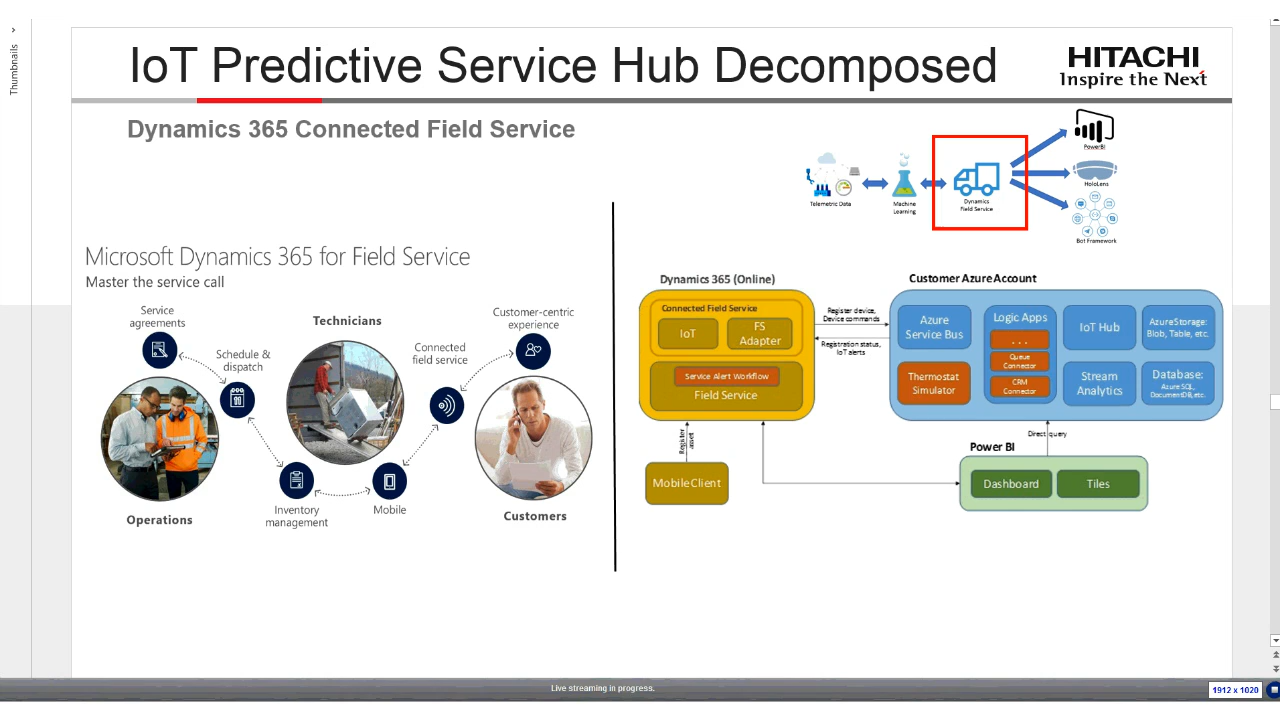 Thumbnails
IoT Predictive Service Hub Decomposed
HITACHI
Inspire the Next
Dynamics 365 Connected Field Service
PowerBI
HoloLens
Bot Framework
Telemetric Data
Machine
Learning
Dynamics
Field Service
Microsoft Dynamics 365 for Field Service
Master the service call
Service
agreements
Schedule &
dispatch
Technicians
Connected
field service
Customer-centric
experience
Operations
Inventory
management
Mobile
Customers
Dynamics 365 (Online)
Connected Field Service
IoT
FS
Adapter
Service Alert Workflow
Field Service
Register device,
Device commands
Registration status,
IoT alerts
Customer Azure Account
Azure
Service Bus
Logic Apps
...
Queue
Connector
CRM
Connector
IoT Hub
Azure Storage:
Blob, Table, etc.
Thermostat
Simulator
Stream
Analytics
Database:
Azure SQL,
DocumentDB, etc.
Register
asset
Mobile Client
Direct query
Power BI
Dashboard
Tiles
Live streaming in progress.
1912 x 1020